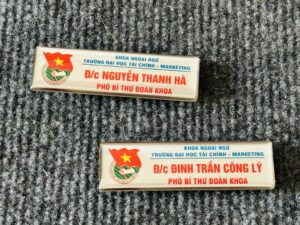 KHOA NGOẠI NGỮ
TRƯỜNG ĐẠI HỌC TÀI CHÍNH - MARKETING
Đ/c NGUYỄN THANH HÀ
PHÓ BÍ THƯ ĐOÀN KHOA
KHOA NGOẠI NGỮ
TRƯỜNG ĐẠI HỌC TÀI CHÍNH - MARKETING
Đ/c ĐINH TRẦN CÔNG LÝ
PHÓ BÍ THƯ ĐOÀN KHOA